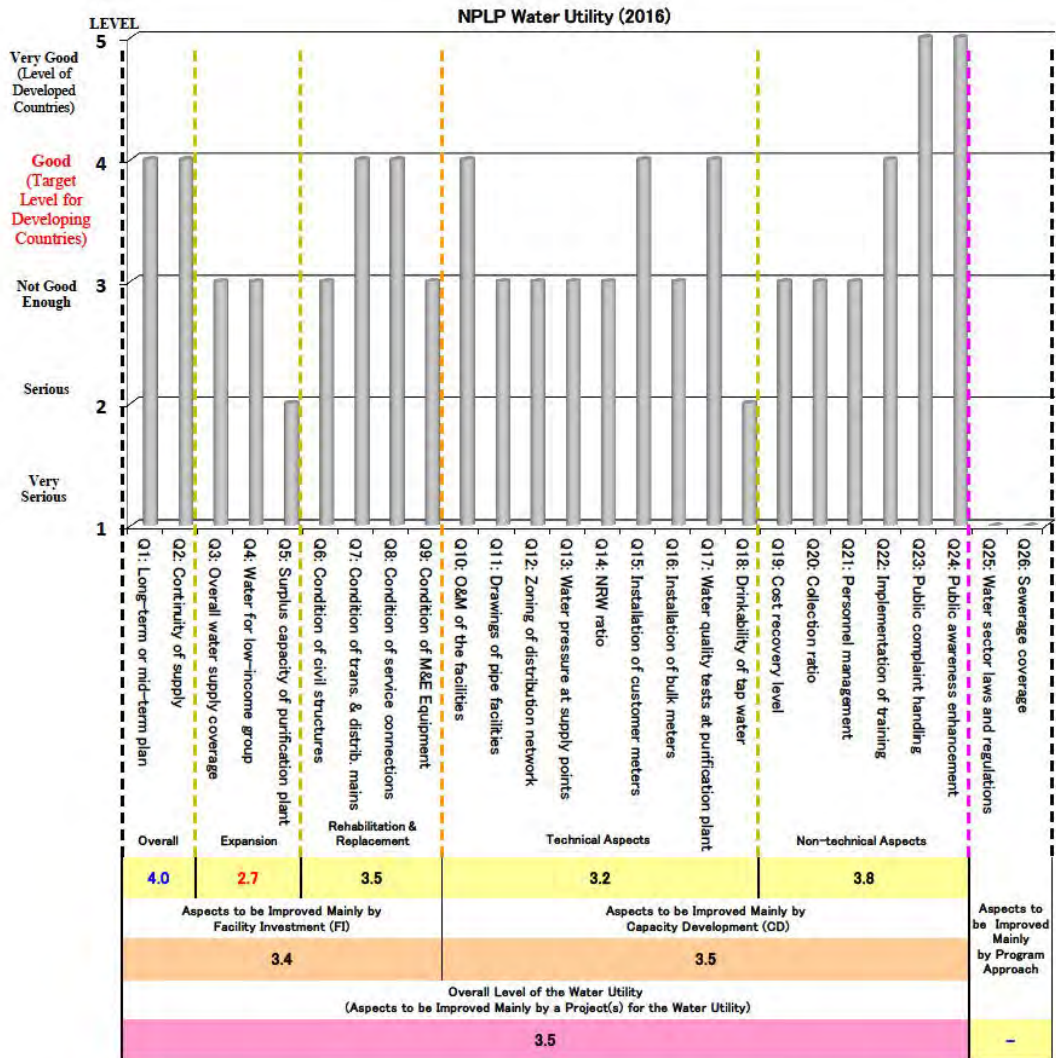 NPLP Water Utility (2016)
LEVEL
5
Very Good
(Level of
Developed
Countries)
4
Good
(Target
Level for
Developing
Countries)
3
Not Good
Enough
Serious
2
Very
Serious
1
Q1: Long-term or mid-term plan
Q2: Continuity of supply
Q3: Overall water supply coverage
Q4: Water for low-income group
Q5: Surplus capacity of purification plant
Q6: Condition of civil structures
Q7: Condition of trans. & distrib. mains
Q8: Condition of service connections
Q9: Condition of M&E Equipment
Q10: O&M of the facilities
Q11: Drawings of pipe facilities
Q12: Zoning of distribution network
Q13: Water pressure at supply points
Q14: NRW ratio
Q15: Installation of customer meters
Q16: Installation of bulk meters
Q17: Water quality tests at purification plant
Q18: Drinkability of tap water
Q19: Cost recovery level
Q20: Collection ratio
Q21: Personnel management
Q22: Implementation of training
Q23: Public complaint handling
Q24: Public awareness enhancement
Q25: Water sector laws and regulations
Q26: Sewerage coverage
Overall
Expansion
Rehabilitation &
Replacement
Technical Aspects
Non-technical Aspects
4.0
2.7
3.5
3.2
3.8
Aspects to be Improved Mainly by
Facility Investment (FI)
Aspects to be Improved Mainly by
Capacity Development (CD)
Aspects to
be Improved
Mainly
by Program
Approach
3.4
3.5
Overall Level of the Water Utility
(Aspects to be Improved Mainly by a Project(s) for the Water Utility)
3.5
-